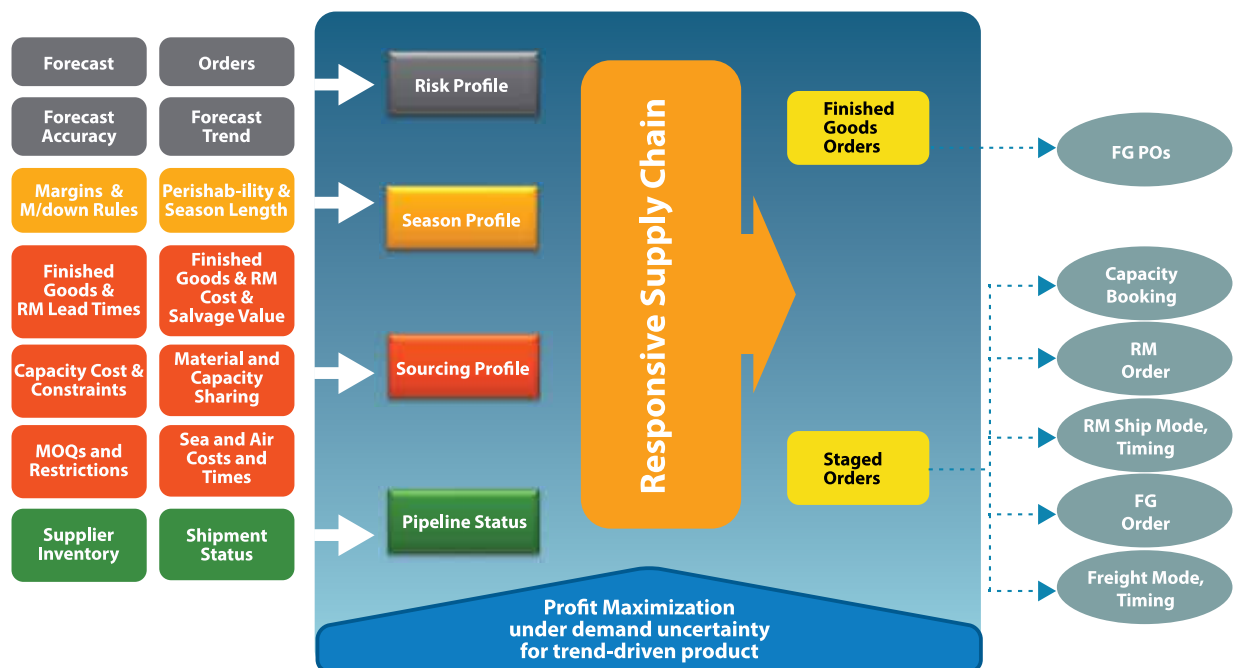 Forecast
Orders
Forecast
Accuracy
Forecast
Trend
Margins &
M/down Rules
Perishab-ility &
Season Length
Finished
Goods &
RM Lead Times
Finished
Goods & RM
Cost &
Salvage Value
Capacity Cost &
Constraints
Material and
Capacity
Sharing
MOQs and
Restrictions
Sea and Air
Costs and
Times
Supplier
Inventory
Shipment
Status
Risk Profile
Season Profile
Sourcing Profile
Pipeline Status
Responsive Supply Chain
Finished
Goods
Orders
Staged
Orders
FG POs
Capacity
Booking
RM
Order
RM Ship Mode,
Timing
FG
Order
Freight Mode,
Timing
Profit Maximization
under demand uncertainty
for trend-driven product